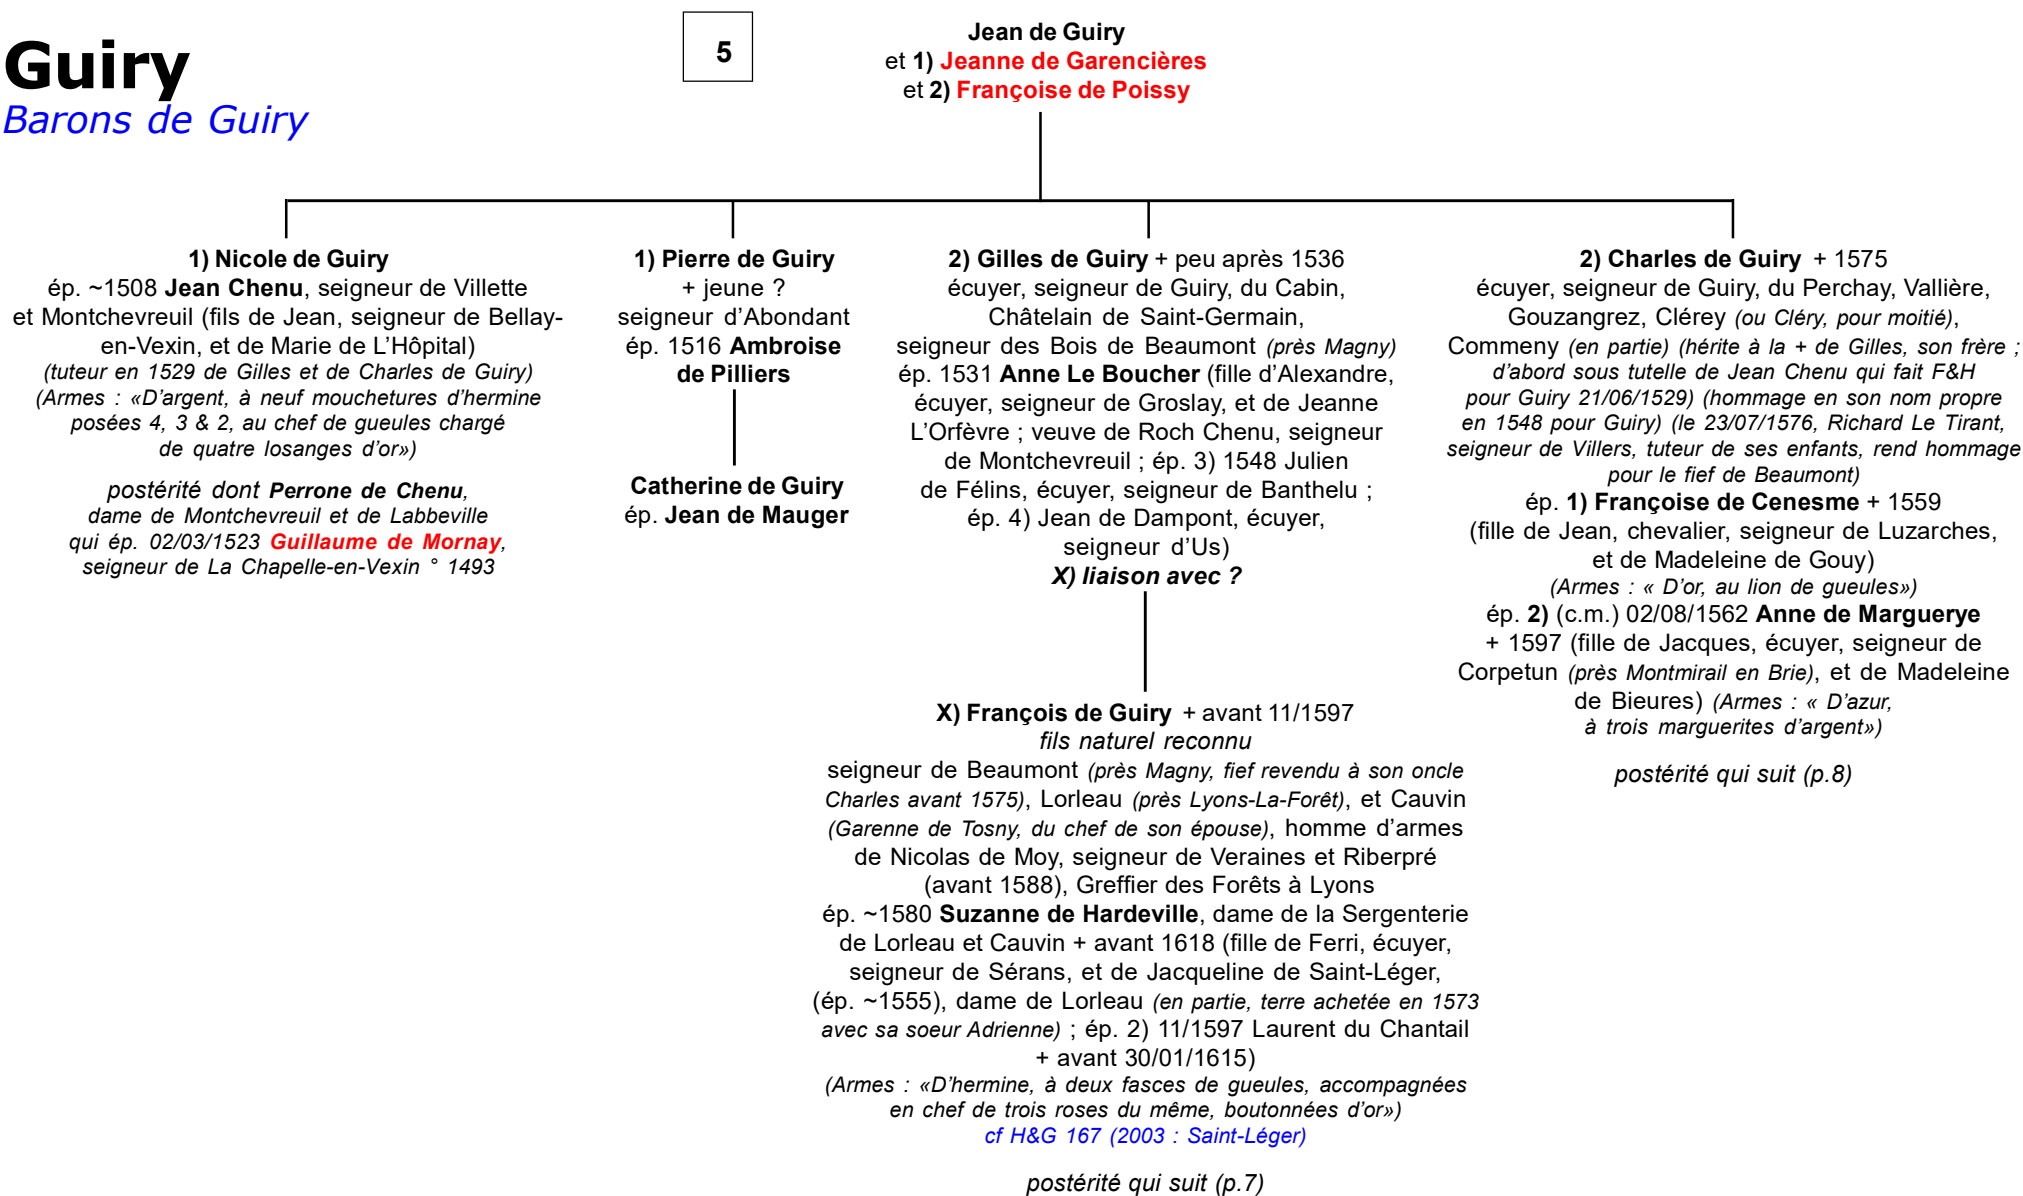 Guiry
Barons de Guiry
5
Jean de Guiry
et 1) Jeanne de Garencières
et 2) Françoise de Poissy
1) Nicole de Guiry
ép. ~1508 Jean Chenu, seigneur de Villette
et Montchevreuil (fils de Jean, seigneur de Bellay-
en-Vexin, et de Marie de L’Hôpital)
(tuteur en 1529 de Gilles et de Charles de Guiry)
(Armes : «D’argent, à neuf mouchetures d’hermine
posées 4, 3 & 2, au chef de gueules chargé
de quatre losanges d’or»)
postérité dont Perrone de Chenu,
dame de Montchevreuil et de Labbeville
qui ép. 02/03/1523 Guillaume de Mornay,
seigneur de La Chapelle-en-Vexin ° 1493
1) Pierre de Guiry
+ jeune ?
seigneur d’Abondant
ép. 1516 Ambroise
de Pilliers
Catherine de Guiry
ép. Jean de Mauger
2) Gilles de Guiry + peu après 1536
écuyer, seigneur de Guiry, du Cabin,
Châtelain de Saint-Germain,
seigneur des Bois de Beaumont (près Magny)
ép. 1531 Anne Le Boucher (fille d’Alexandre,
écuyer, seigneur de Groslay, et de Jeanne
L’Orfèvre ; veuve de Roch Chenu, seigneur
de Montchevreuil ; ép. 3) 1548 Julien
de Félins, écuyer, seigneur de Banthelu ;
ép. 4) Jean de Dampont, écuyer,
seigneur d’Us)
X) liaison avec ?
X) François de Guiry + avant 11/1597
fils naturel reconnu
seigneur de Beaumont (près Magny, fief revendu à son oncle
Charles avant 1575), Lorleau (près Lyons-La-Forêt), et Cauvin
(Garenne de Tosny, du chef de son épouse), homme d’armes
de Nicolas de Moy, seigneur de Veraines et Riberpré
(avant 1588), Greffier des Forêts à Lyons
ép. ~1580 Suzanne de Hardeville, dame de la Sergenterie
de Lorleau et Cauvin + avant 1618 (fille de Ferri, écuyer,
seigneur de Sérans, et de Jacqueline de Saint-Léger,
(ép. ~1555), dame de Lorleau (en partie, terre achetée en 1573
avec sa soeur Adrienne) ; ép. 2) 11/1597 Laurent du Chantail
+ avant 30/01/1615)
(Armes : «D’hermine, à deux fasces de gueules, accompagnées
en chef de trois roses du même, boutonnées d’or»)
cf H&G 167 (2003 : Saint-Léger)
postérité qui suit (p.7)
2) Charles de Guiry + 1575
écuyer, seigneur de Guiry, du Perchay, Vallière,
Gouzangrez, Clérey (ou Cléry, pour moitié),
Commeny (en partie) (hérite à la + de Gilles, son frère ;
d’abord sous tutelle de Jean Chenu qui fait F&H
pour Guiry 21/06/1529) (hommage en son nom propre
en 1548 pour Guiry) (le 23/07/1576, Richard Le Tirant,
seigneur de Villers, tuteur de ses enfants, rend hommage
pour le fief de Beaumont)
ép. 1) Françoise de Cenesme + 1559
(fille de Jean, chevalier, seigneur de Luzarches,
et de Madeleine de Gouy)
(Armes : « D’or, au lion de gueules»)
ép. 2) (c.m.) 02/08/1562 Anne de Marguerye
+ 1597 (fille de Jacques, écuyer, seigneur de
Corpetun (près Montmirail en Brie), et de Madeleine
de Bieures) (Armes : « D’azur,
à trois marguerites d’argent»)
postérité qui suit (p.8)